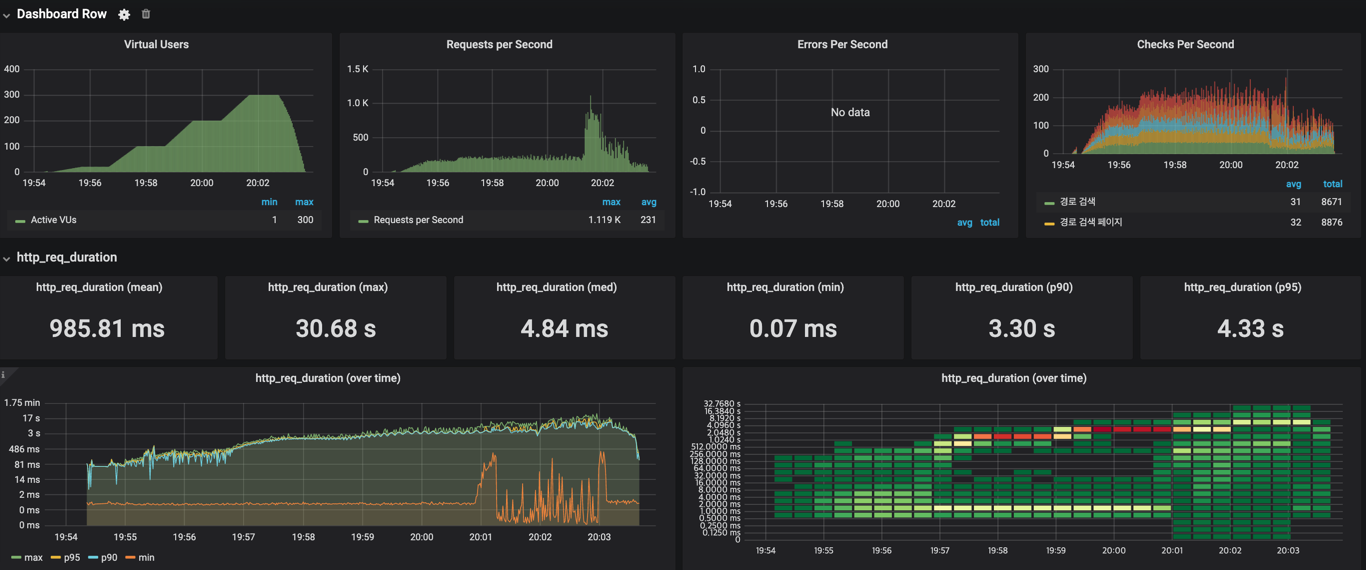 Dashboard Row
Virtual Users
400
300
200
100
0
19:54 19:56 19:58 20:00 20:02
min max
Active VUs 1 300
Requests per Second
1.5 K
1.0 K
500
0
19:54 19:56 19:58 20:00 20:02
max avg
Requests per Second 1.119 K 231
Errors Per Second
1.0
0.5
0
-0.5
-1.0
No data
19:54 19:56 19:58 20:00 20:02
avg total
Checks Per Second
300
200
100
0
19:54 19:56 19:58 20:00 20:02
avg total
경로 검색 31 8671
경로 검색 페이지 32 8876
http_req_duration
http_req_duration (mean)
985.81 ms
http_req_duration (max)
30.68 s
http_req_duration (med)
4.84 ms
http_req_duration (min)
0.07 ms
http_req_duration (p90)
3.30 s
http_req_duration (p95)
4.33 s
i
http_req_duration (over time)
1.75 min
17 s
3 s
486 ms
81 ms
14 ms
2 ms
0 ms
0 ms
19:54 19:55 19:56 19:57 19:58 19:59 20:00 20:01 20:02 20:03
max p95 p90 min
http_req_duration (over time)
32.7680 s
16.3840 s
8.1920 s
4.0960 s
2.0480 s
1.0240 s
512.0000 ms
256.0000 ms
128.0000 ms
64.0000 ms
32.0000 ms
16.0000 ms
8.0000 ms
4.0000 ms
2.0000 ms
1.0000 ms
0.5000 ms
0.2500 ms
0.1250 ms
0
19:54 19:55 19:56 19:57 19:58 19:59 20:00 20:01 20:02 20:03